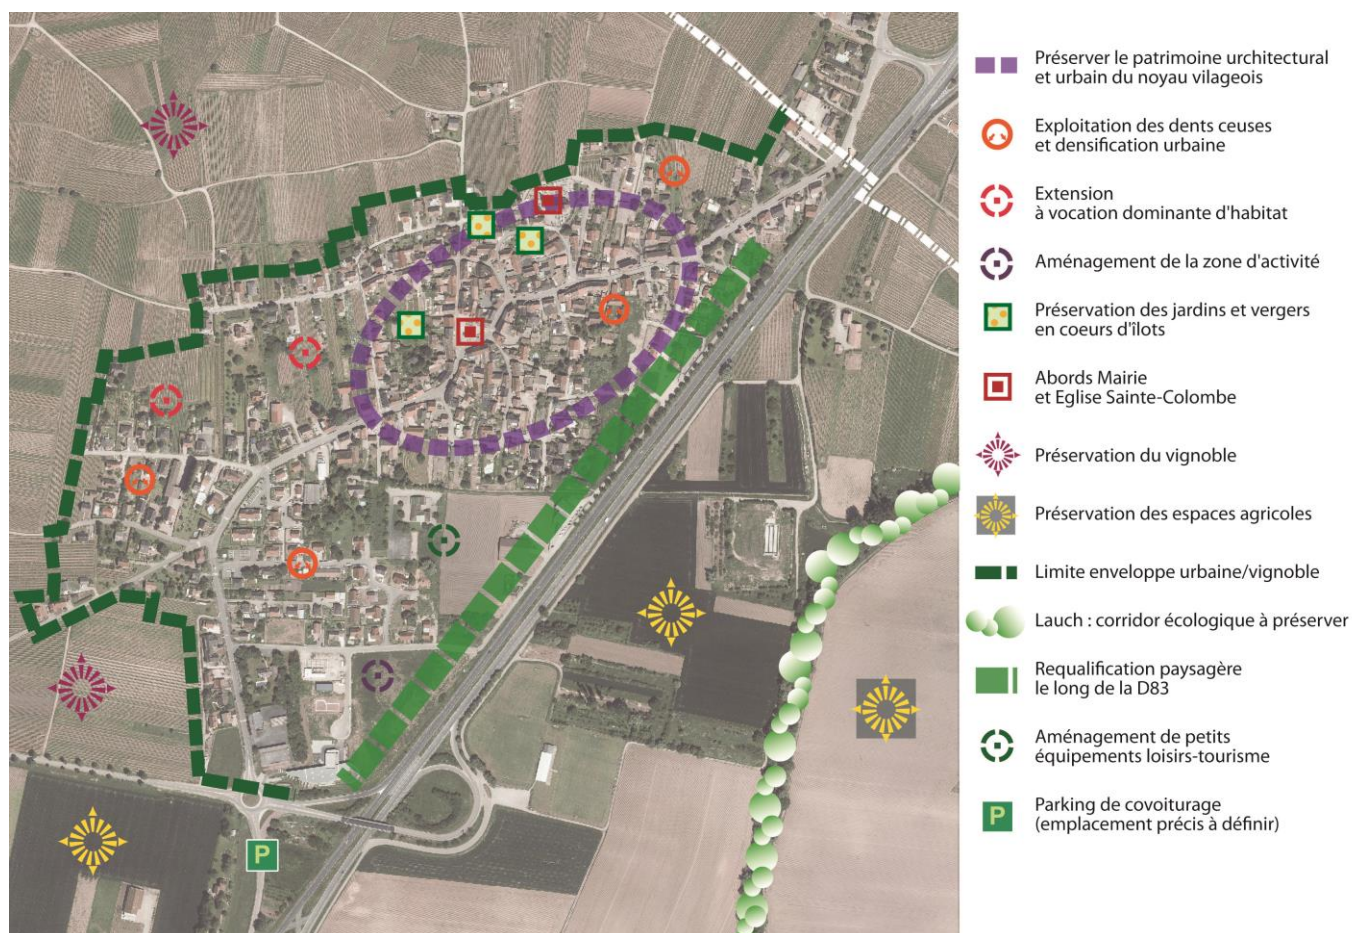 Préserver le patrimoine urchitectural
et urbain du noyau vilageois
Exploitation des dents ceuses
et densification urbaine
Extension
à vocation dominante d'habitat
Aménagement de la zone d'activité
Préservation des jardins et vergers
en coeurs d'îlots
Abords Mairie
et Eglise Sainte-Colombe
Préservation du vignoble
Préservation des espaces agricoles
Limite enveloppe urbaine/vignoble
Lauch : corridor écologique à préserver
Requalification paysagère
le long de la D83
Aménagement de petits
équipements loisirs-tourisme
P
Parking de covoiturage
(emplacement précis à définir)
P